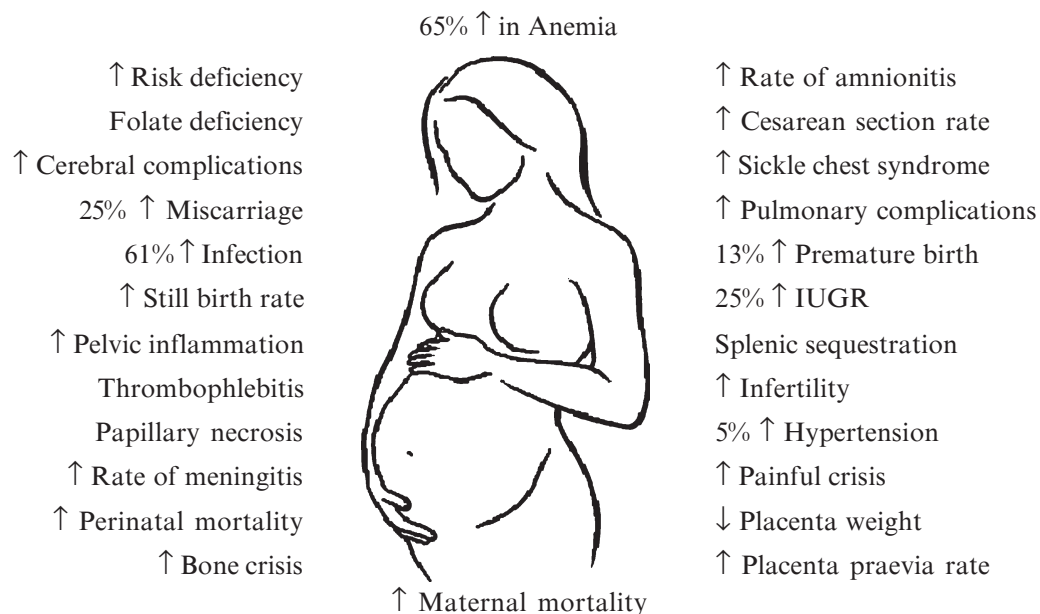 65% ↑ in Anemia
↑ Risk deficiency
Folate deficiency
↑ Cerebral complications
25% ↑ Miscarriage
61% ↑ Infection
↑ Still birth rate
↑ Pelvic inflammation
Thrombophlebitis
Papillary necrosis
↑ Rate of meningitis
↑ Perinatal mortality
↑ Bone crisis
↑ Rate of amnionitis
↑ Cesarean section rate
↑ Sickle chest syndrome
↑ Pulmonary complications
13% ↑ Premature birth
25% ↑ IUGR
Splenic sequestration
↑ Infertility
5% ↑ Hypertension
↑ Painful crisis
↓ Placenta weight
↑ Placenta praevia rate
↑ Maternal mortality